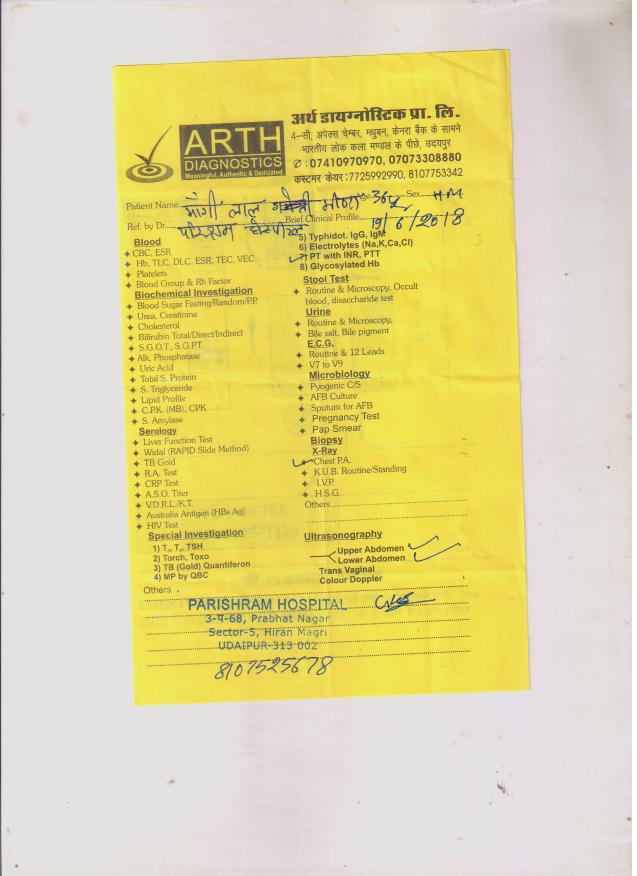 अर्थ डायग्नोस्टिक प्रा. लि.
ARTH
DIAGNOSTICS
Meaningful, Authentic & Dedicated
4–सी, अपेक्स चेम्बर, मधुबन, केनरा बैंक के सामने
भारतीय लोक कला मण्डल के पीछे, उदयपुर
✆ : 07410970970, 07073308880
कस्टमर केयर : 7725992990, 8107753342
Patient Name माँगी लाल मीणा Age 36 Sex M
Ref. by Dr. परिश्रम हॉस्पीटल Brief Clinical Profile 19/6/2018
Blood
CBC, ESR
Hb, TLC, DLC, ESR, TEC, VEC
Platelets
Blood Group & Rh Factor
Biochemical Investigation
Blood Sugar Fasting/Random/P.P.
Urea, Creatinine
Cholesterol
Bilirubin Total/Direct/Indirect
S.G.O.T., S.G.P.T.
Alk, Phosphatase
Uric Acid
Total S. Protein
S. Triglyceride
Lipid Profile
C.P.K. (MB), CPK
S. Amylase
Serology
Liver Function Test
Widal (RAPID Slide Method)
TB Gold
R.A. Test
CRP Test
A.S.O. Titer
V.D.R.L./K.T.
Australia Antigen (HBs Ag)
HIV Test
Special Investigation
1) T₃, T₄, TSH
2) Torch, Toxo
3) TB (Gold) Quantiferon
4) MP by QBC
5) Typhidot. IgG, IgM
6) Electrolytes (Na,K,Ca,Cl)
7) PT with INR, PTT
8) Glycosylated Hb
Stool Test
Routine & Microscopy, Occult
blood, disaccharide test
Urine
Routine & Microscopy,
Bile salt, Bile pigment
E.C.G.
Routine & 12 Leads
V7 to V9
Microbiology
Pyogenic C/S
AFB Culture
Sputum for AFB
Pregnancy Test
Pap Smear
Biopsy
X-Ray
Chest P.A.
K.U.B. Routine/Standing
I.V.P.
H.S.G.
Others
Ultrasonography
Upper Abdomen
Lower Abdomen
Trans Vaginal
Colour Doppler
Others
PARISHRAM HOSPITAL
3-प-68, Prabhat Nagar
Sector-5, Hiran Magri
UDAIPUR-313 002
8107525678